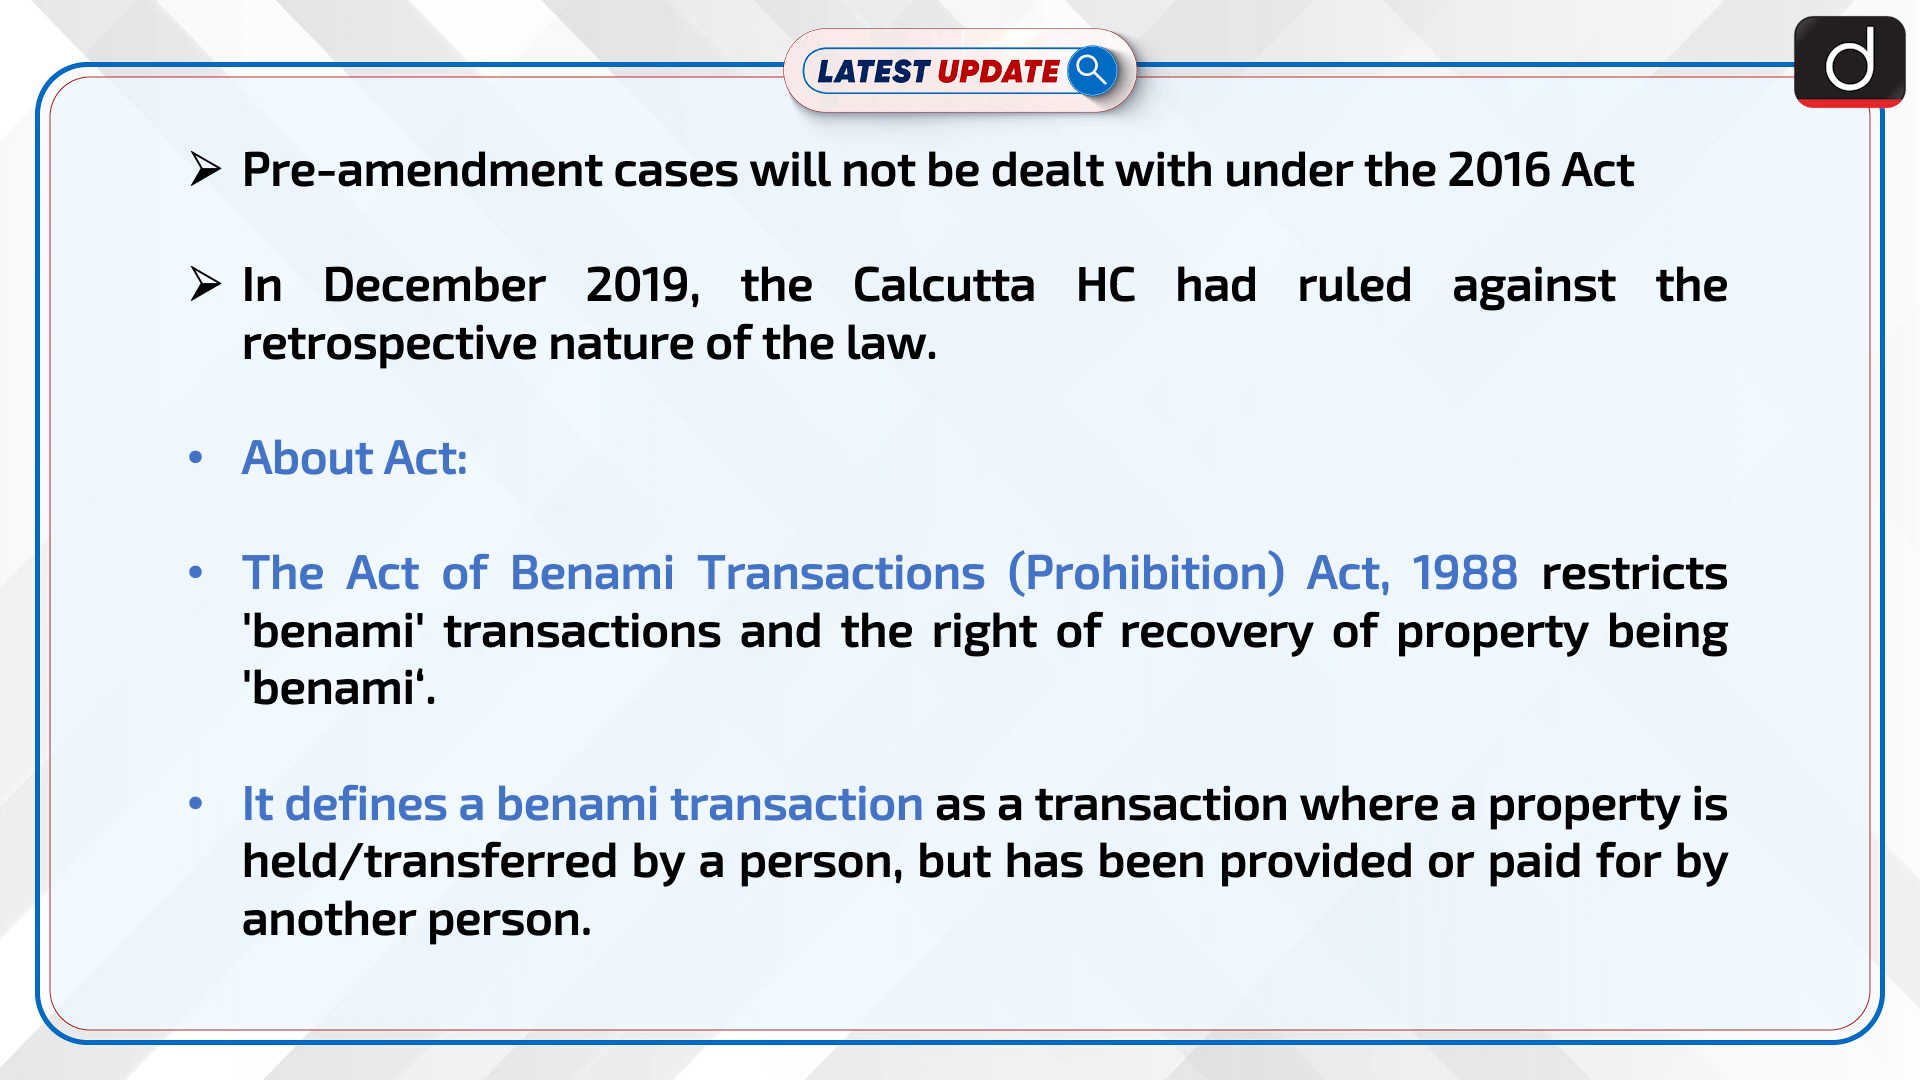 LATEST UPDATE
d
➢ Pre-amendment cases will not be dealt with under the 2016 Act
➢ In December 2019, the Calcutta HC had ruled against the
retrospective nature of the law.
• About Act:
• The Act of Benami Transactions (Prohibition) Act, 1988 restricts
'benami' transactions and the right of recovery of property being
'benami‘.
• It defines a benami transaction as a transaction where a property is
held/transferred by a person, but has been provided or paid for by
another person.